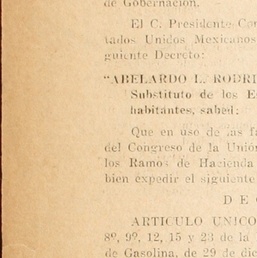 de Gobernación.
El C. Presidente Con
tados Unidos Mexicanos
guiente Decreto:
"ABELARDO L. RODRI
Substituto de los E
habitantes, sabed:
Que en uso de las fa
del Congreso de la Unión
los Ramos de Hacienda
bien expedir el siguiente
D E C
ARTICULO UNICO
8º, 9º, 12, 15 y 23 de la
de Gasolina, de 29 de dic